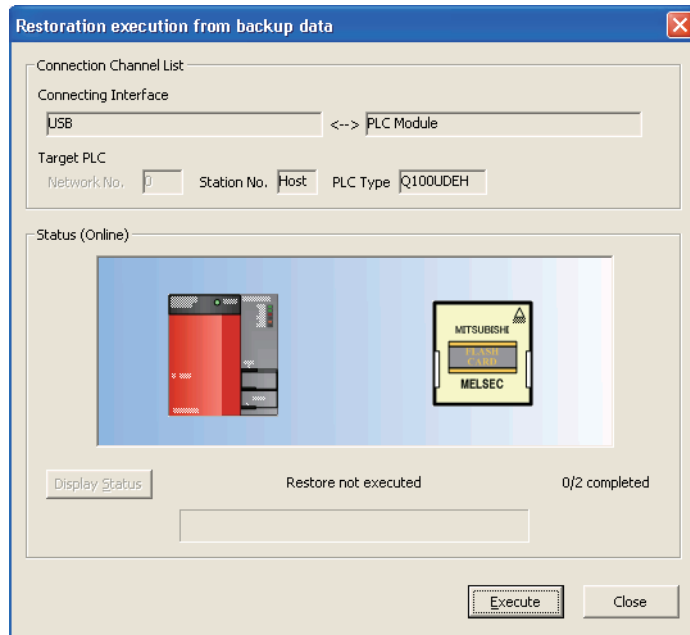 Restoration execution from backup data
Connection Channel List
Connecting Interface
USB <--> PLC Module
Target PLC
Network No. 0 Station No. Host PLC Type Q100UDEH
Status (Online)
MITSUBISHI
FLASH
CARD
MELSEC
Display Status Restore not executed 0/2 completed
Execute Close